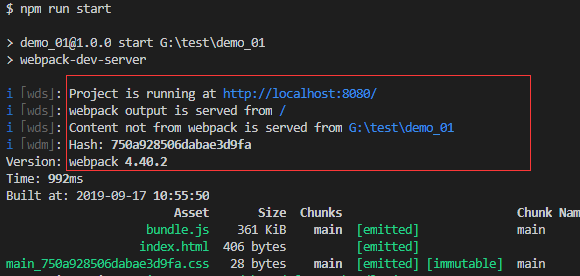 $ npm run start
> demo_01@1.0.0 start G:\test\demo_01
> webpack-dev-server
i ｢wds｣: Project is running at http://localhost:8080/
i ｢wds｣: webpack output is served from /
i ｢wds｣: Content not from webpack is served from G:\test\demo_01
i ｢wdm｣: Hash: 750a928506dabae3d9fa
Version: webpack 4.40.2
Time: 992ms
Built at: 2019-09-17 10:55:50
Asset Size Chunks Chunk Nam
bundle.js 361 KiB main [emitted] main
index.html 406 bytes [emitted]
main_750a928506dabae3d9fa.css 28 bytes main [emitted] [immutable] main